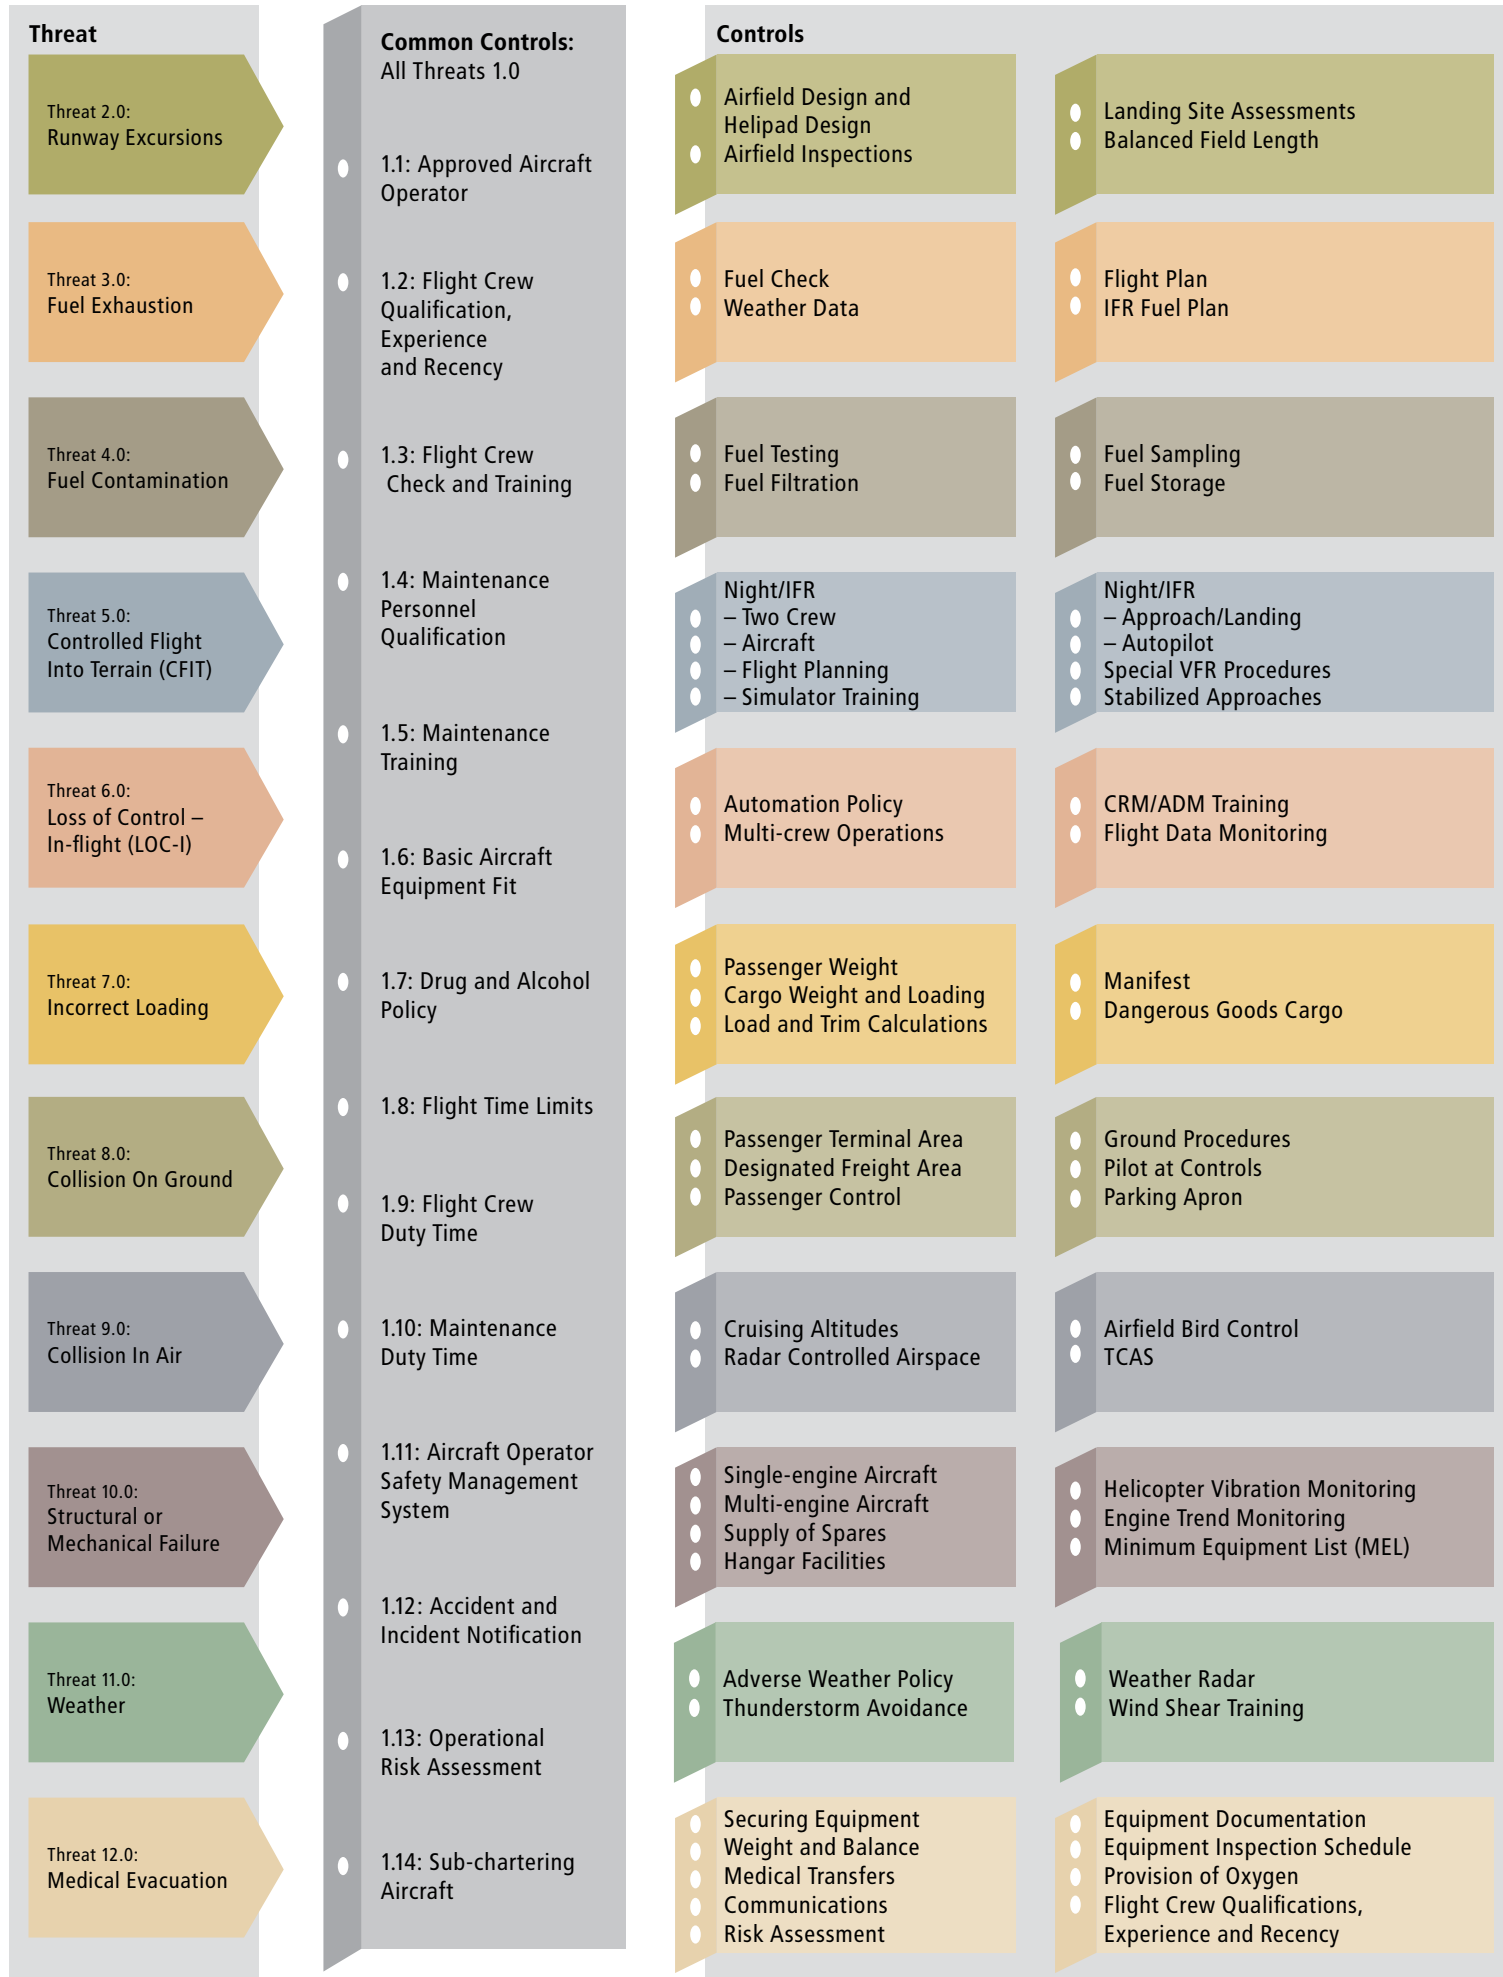 Threat
Threat 2.0:
Runway Excursions
Threat 3.0:
Fuel Exhaustion
Threat 4.0:
Fuel Contamination
Threat 5.0:
Controlled Flight
Into Terrain (CFIT)
Threat 6.0:
Loss of Control –
In-flight (LOC-I)
Threat 7.0:
Incorrect Loading
Threat 8.0:
Collision On Ground
Threat 9.0:
Collision In Air
Threat 10.0:
Structural or
Mechanical Failure
Threat 11.0:
Weather
Threat 12.0:
Medical Evacuation
Common Controls:
All Threats 1.0
1.1: Approved Aircraft
Operator
1.2: Flight Crew
Qualification,
Experience
and Recency
1.3: Flight Crew
Check and Training
1.4: Maintenance
Personnel
Qualification
1.5: Maintenance
Training
1.6: Basic Aircraft
Equipment Fit
1.7: Drug and Alcohol
Policy
1.8: Flight Time Limits
1.9: Flight Crew
Duty Time
1.10: Maintenance
Duty Time
1.11: Aircraft Operator
Safety Management
System
1.12: Accident and
Incident Notification
1.13: Operational
Risk Assessment
1.14: Sub-chartering
Aircraft
Controls
Airfield Design and
Helipad Design
Airfield Inspections
Landing Site Assessments
Balanced Field Length
Fuel Check
Weather Data
Flight Plan
IFR Fuel Plan
Fuel Testing
Fuel Filtration
Fuel Sampling
Fuel Storage
Night/IFR
– Two Crew
– Aircraft
– Flight Planning
– Simulator Training
Night/IFR
– Approach/Landing
– Autopilot
Special VFR Procedures
Stabilized Approaches
Automation Policy
Multi-crew Operations
CRM/ADM Training
Flight Data Monitoring
Passenger Weight
Cargo Weight and Loading
Load and Trim Calculations
Manifest
Dangerous Goods Cargo
Passenger Terminal Area
Designated Freight Area
Passenger Control
Ground Procedures
Pilot at Controls
Parking Apron
Cruising Altitudes
Radar Controlled Airspace
Airfield Bird Control
TCAS
Single-engine Aircraft
Multi-engine Aircraft
Supply of Spares
Hangar Facilities
Helicopter Vibration Monitoring
Engine Trend Monitoring
Minimum Equipment List (MEL)
Adverse Weather Policy
Thunderstorm Avoidance
Weather Radar
Wind Shear Training
Securing Equipment
Weight and Balance
Medical Transfers
Communications
Risk Assessment
Equipment Documentation
Equipment Inspection Schedule
Provision of Oxygen
Flight Crew Qualifications,
Experience and Recency